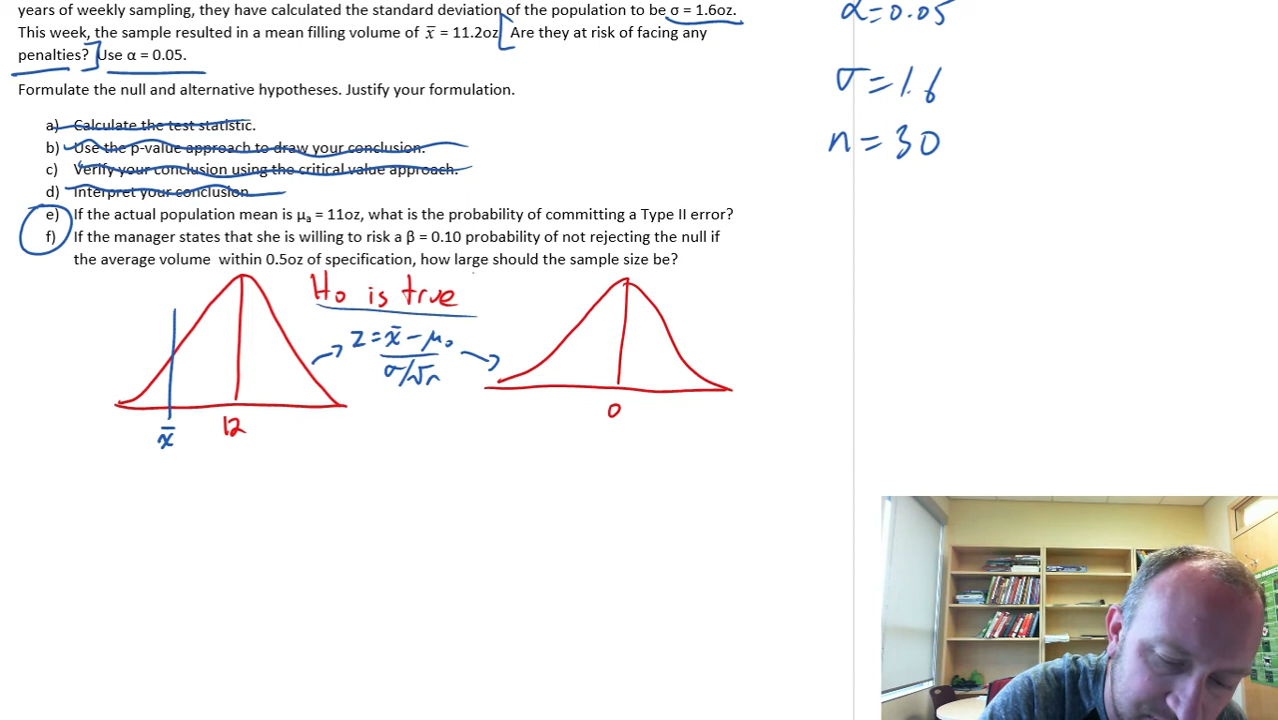 years of weekly sampling, they have calculated the standard deviation of the population to be σ = 1.6oz.
This week, the sample resulted in a mean filling volume of x̄ = 11.2oz. Are they at risk of facing any
penalties? Use α = 0.05.
Formulate the null and alternative hypotheses. Justify your formulation.
a) Calculate the test statistic.
b) Use the p-value approach to draw your conclusion.
c) Verify your conclusion using the critical value approach.
d) Interpret your conclusion
e) If the actual population mean is μₐ = 11oz, what is the probability of committing a Type II error?
f) If the manager states that she is willing to risk a β = 0.10 probability of not rejecting the null if
the average volume within 0.5oz of specification, how large should the sample size be?
α = 0.05
σ = 1.6
n = 30
H₀ is true
z = x̄ − μ₀
σ/√n
x̄
12
0